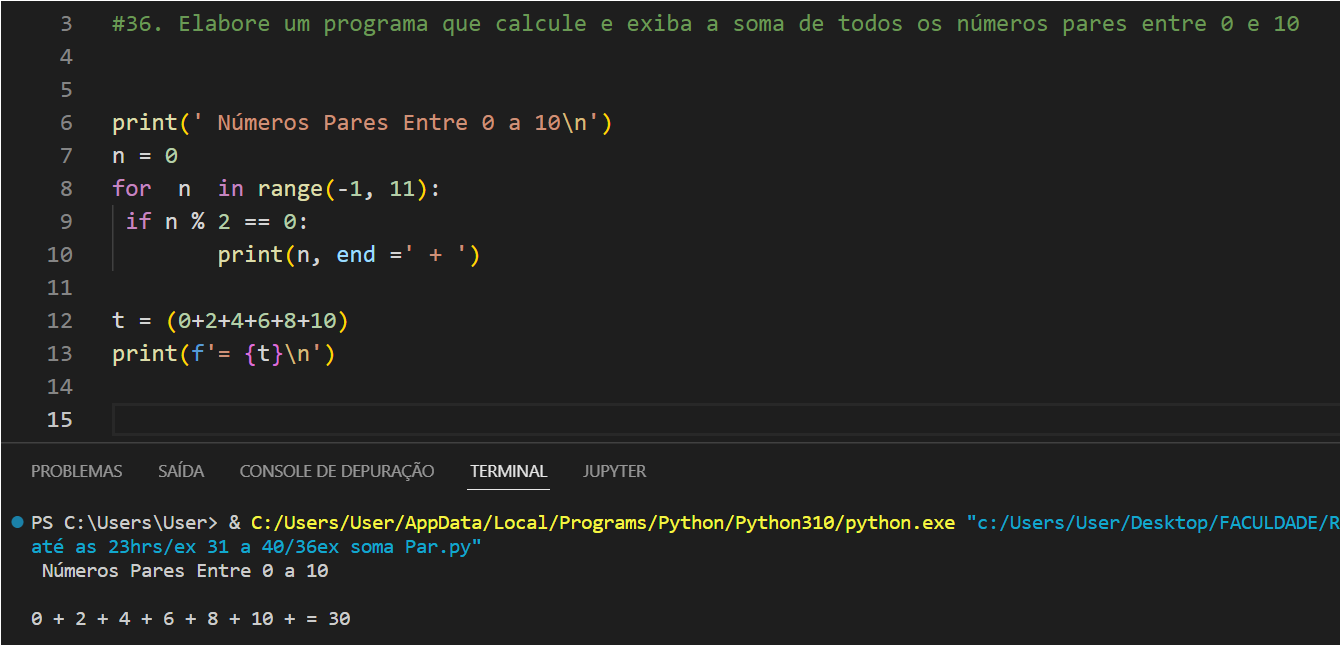 3 #36. Elabore um programa que calcule e exiba a soma de todos os números pares entre 0 e 10
4
5
6 print(' Números Pares Entre 0 a 10\n')
7 n = 0
8 for  n  in range(-1, 11):
9  if n % 2 == 0:
10         print(n, end =' + ')
11
12 t = (0+2+4+6+8+10)
13 print(f'= {t}\n')
14
15
PROBLEMAS SAÍDA CONSOLE DE DEPURAÇÃO TERMINAL JUPYTER
PS C:\Users\User> & C:/Users/User/AppData/Local/Programs/Python/Python310/python.exe "c:/Users/User/Desktop/FACULDADE/R
até as 23hrs/ex 31 a 40/36ex soma Par.py"
 Números Pares Entre 0 a 10
0 + 2 + 4 + 6 + 8 + 10 + = 30